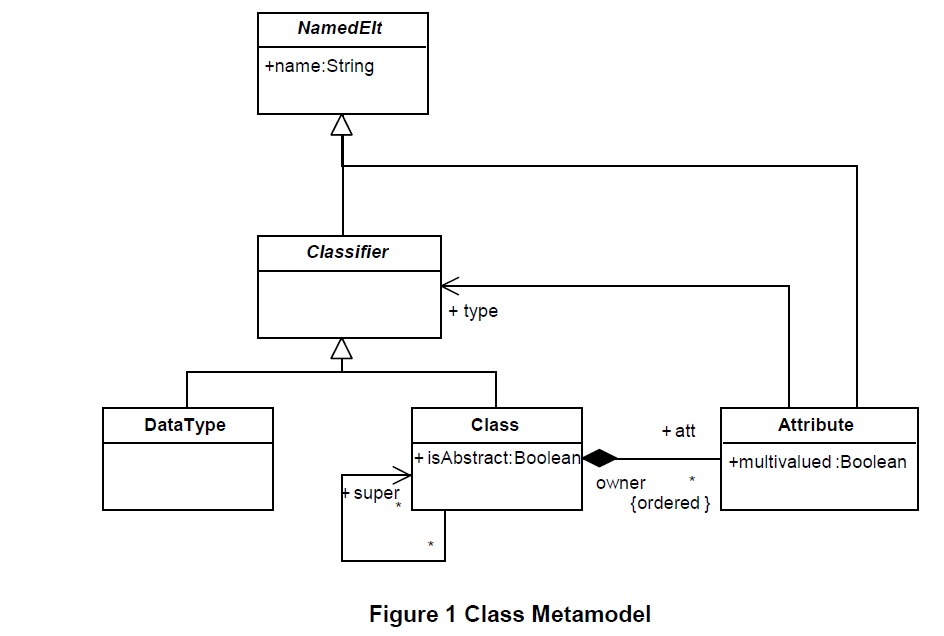 NamedElt
+name:String
Classifier
+ type
DataType
Class
+ isAbstract:Boolean
+ att
Attribute
+multivalued :Boolean
owner
*
{ordered }
+ super
*
*
Figure 1 Class Metamodel